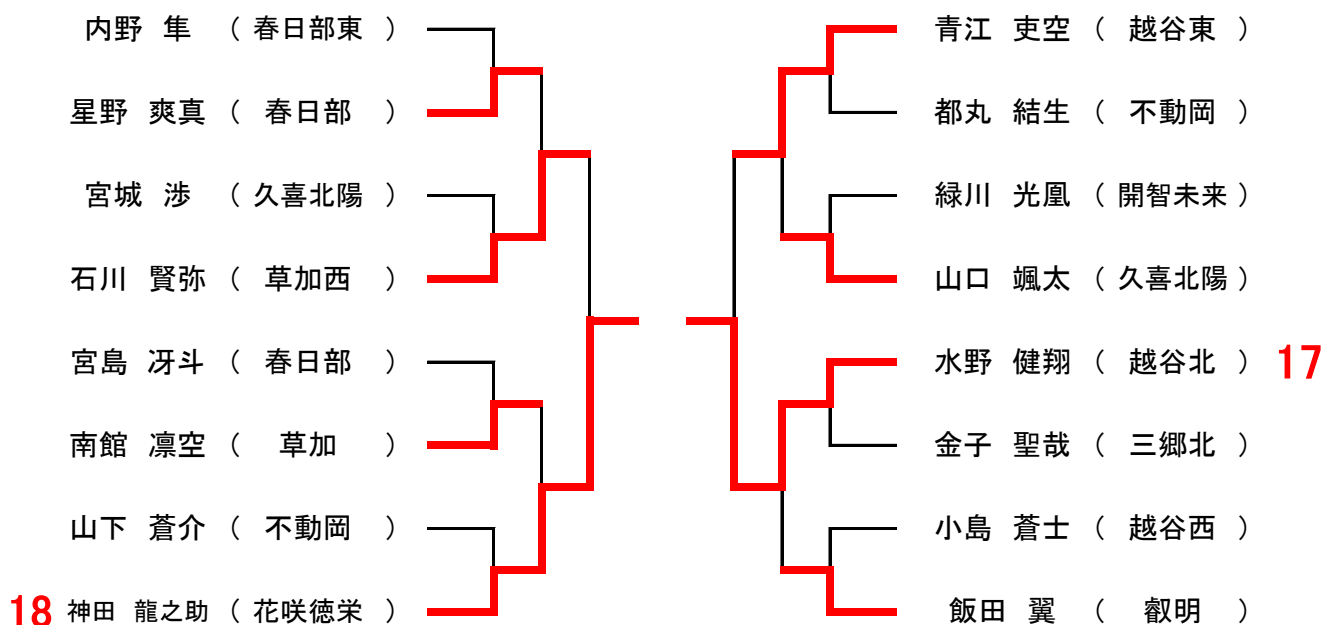 内野 隼 （ 春日部東 ）
星野 爽真 （ 春日部 ）
宮城 渉 （ 久喜北陽 ）
石川 賢弥 （ 草加西 ）
宮島 冴斗 （ 春日部 ）
南館 凛空 （ 草加 ）
山下 蒼介 （ 不動岡 ）
18 神田 龍之助 （ 花咲徳栄 ）
青江 吏空 （ 越谷東 ）
都丸 結生 （ 不動岡 ）
緑川 光凰 （ 開智未来 ）
山口 颯太 （ 久喜北陽 ）
水野 健翔 （ 越谷北 ） 17
金子 聖哉 （ 三郷北 ）
小島 蒼士 （ 越谷西 ）
飯田 翼 （ 叡明 ）